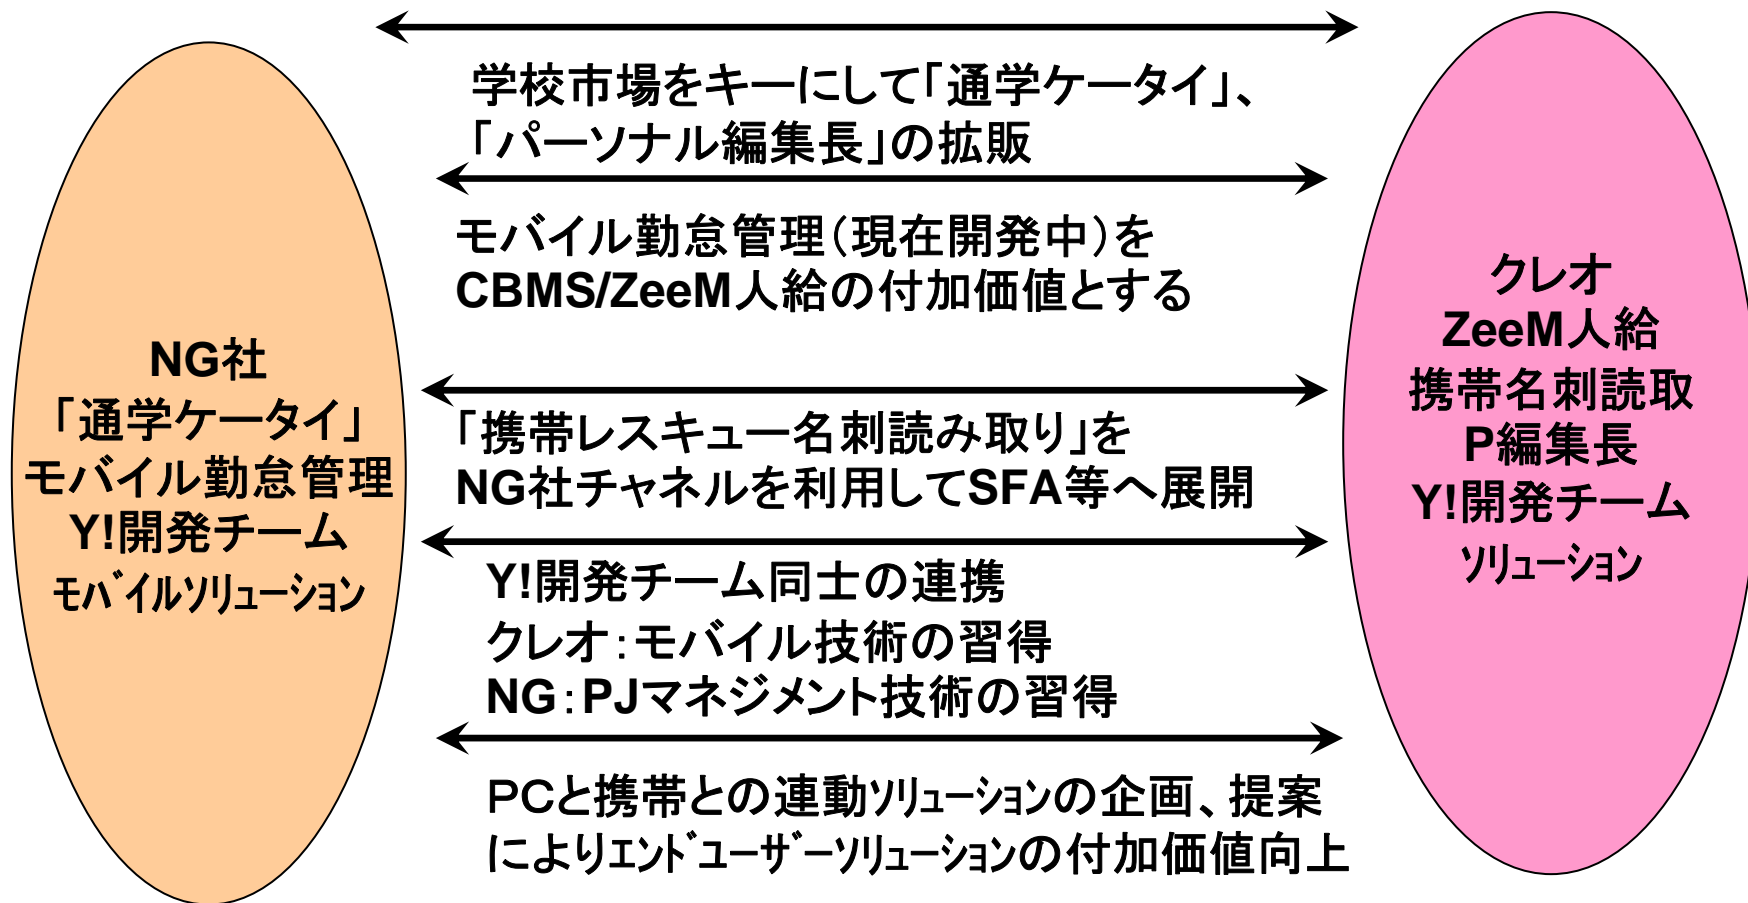 NG社
「通学ケータイ」
モバイル勤怠管理
Y!開発チーム
ﾓﾊﾞｲﾙｿﾘｭｰｼｮﾝ
学校市場をキーにして「通学ケータイ」、
「パーソナル編集長」の拡販
モバイル勤怠管理（現在開発中）を
CBMS/ZeeM人給の付加価値とする
「携帯レスキュー名刺読み取り」を
NG社チャネルを利用してSFA等へ展開
Y!開発チーム同士の連携
クレオ：モバイル技術の習得
NG：PJマネジメント技術の習得
ＰＣと携帯との連動ｿﾘｭｰｼｮﾝの企画、提案
によりｴﾝﾄﾞﾕｰｻﾞｰｿﾘｭｰｼｮﾝの付加価値向上
クレオ
ZeeM人給
携帯名刺読取
P編集長
Y!開発チーム
ｿﾘｭｰｼｮﾝ